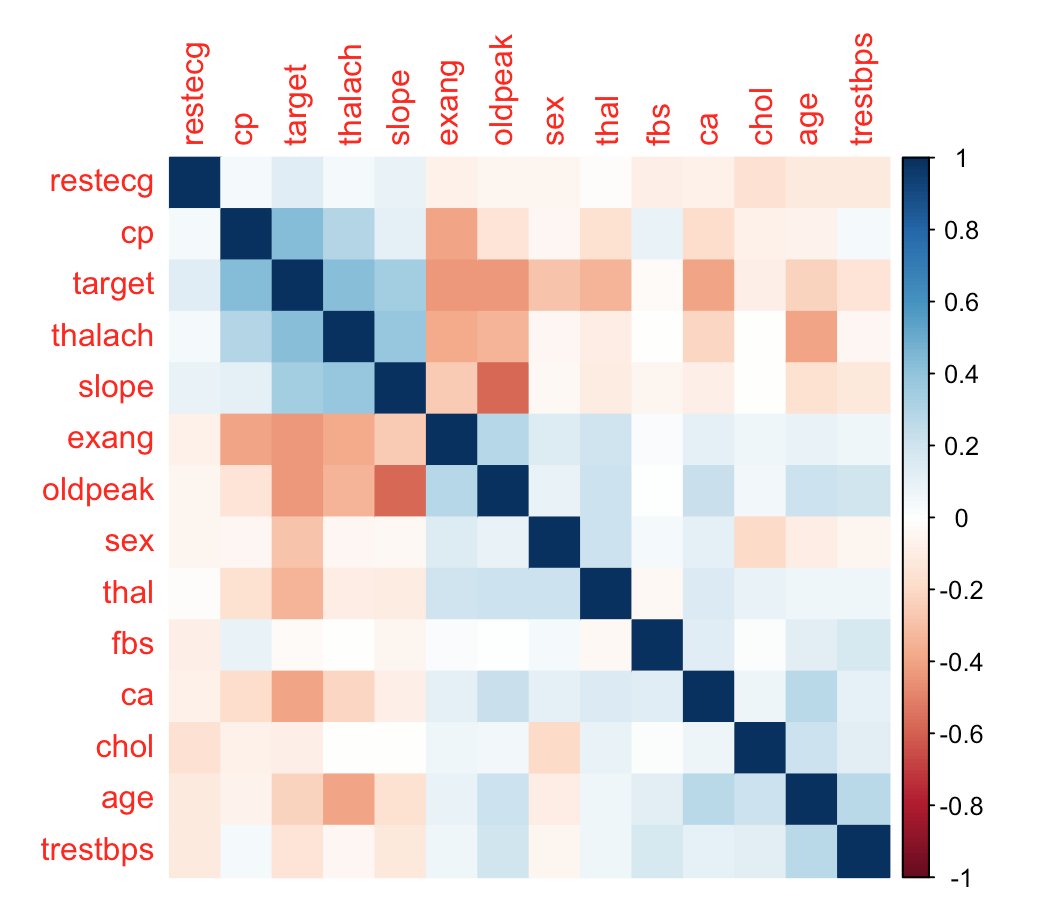 restecg
cp
target
thalach
slope
exang
oldpeak
sex
thal
fbs
ca
chol
age
trestbps
restecg
cp
target
thalach
slope
exang
oldpeak
sex
thal
fbs
ca
chol
age
trestbps
1
0.8
0.6
0.4
0.2
0
-0.2
-0.4
-0.6
-0.8
-1